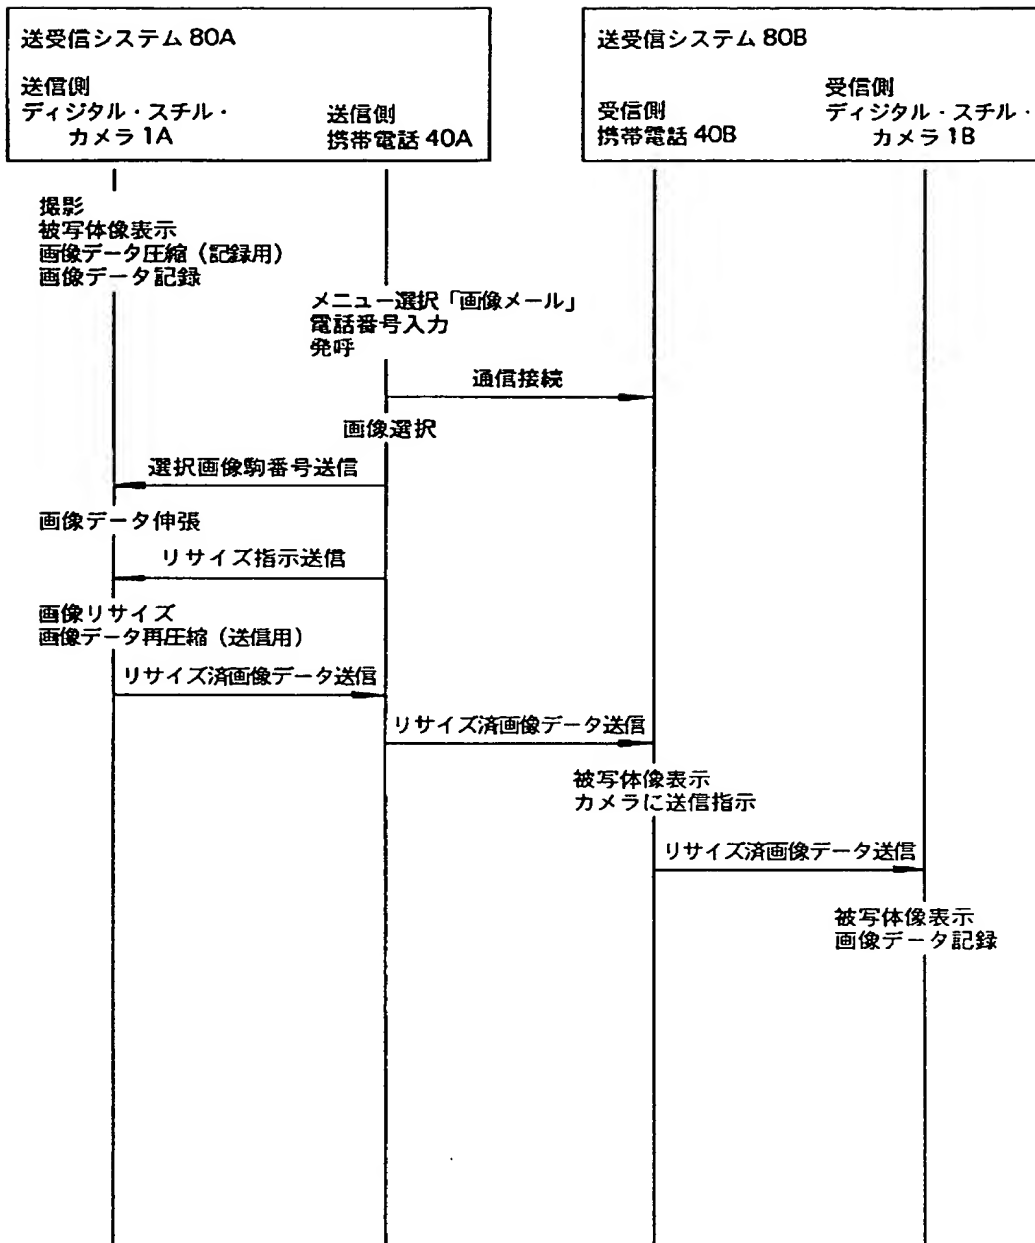 送受信システム 80A
送信側
ディジタル・スチル・
カメラ 1A
送信側
携帯電話 40A
送受信システム 80B
受信側
携帯電話 40B
受信側
ディジタル・スチル・
カメラ 1B
撮影
被写体像表示
画像データ圧縮（記録用）
画像データ記録
メニュー選択「画像メール」
電話番号入力
発呼
通信接続
画像選択
選択画像駒番号送信
画像データ伸張
リサイズ指示送信
画像リサイズ
画像データ再圧縮（送信用）
リサイズ済画像データ送信
リサイズ済画像データ送信
被写体像表示
カメラに送信指示
リサイズ済画像データ送信
被写体像表示
画像データ記録